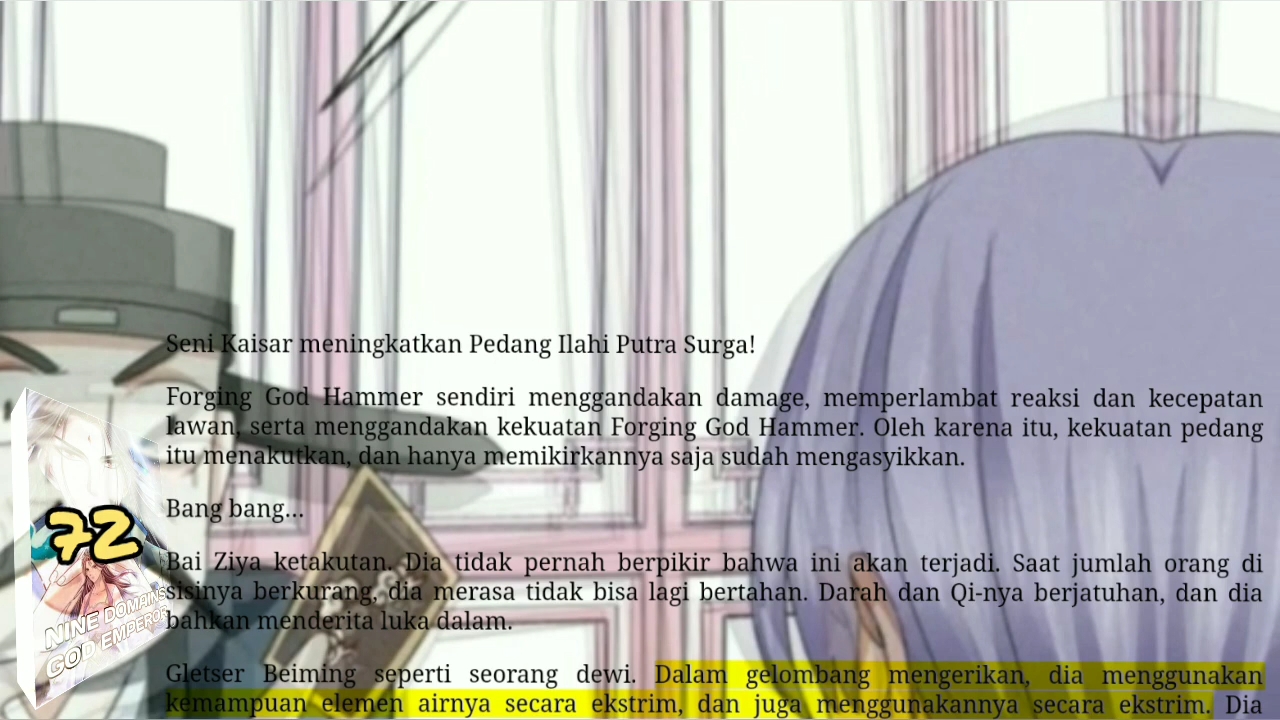 Seni Kaisar meningkatkan Pedang Ilahi Putra Surga!
Forging God Hammer sendiri menggandakan damage, memperlambat reaksi dan kecepatan
lawan, serta menggandakan kekuatan Forging God Hammer. Oleh karena itu, kekuatan pedang
itu menakutkan, dan hanya memikirkannya saja sudah mengasyikkan.
Bang bang...
Bai Ziya ketakutan. Dia tidak pernah berpikir bahwa ini akan terjadi. Saat jumlah orang di
sisinya berkurang, dia merasa tidak bisa lagi bertahan. Darah dan Qi-nya berjatuhan, dan dia
bahkan menderita luka dalam.
Gletser Beiming seperti seorang dewi. Dalam gelombang mengerikan, dia menggunakan
kemampuan elemen airnya secara ekstrim, dan juga menggunakannya secara ekstrim. Dia
72
NINE DOMAINS
GOD EMPEROR